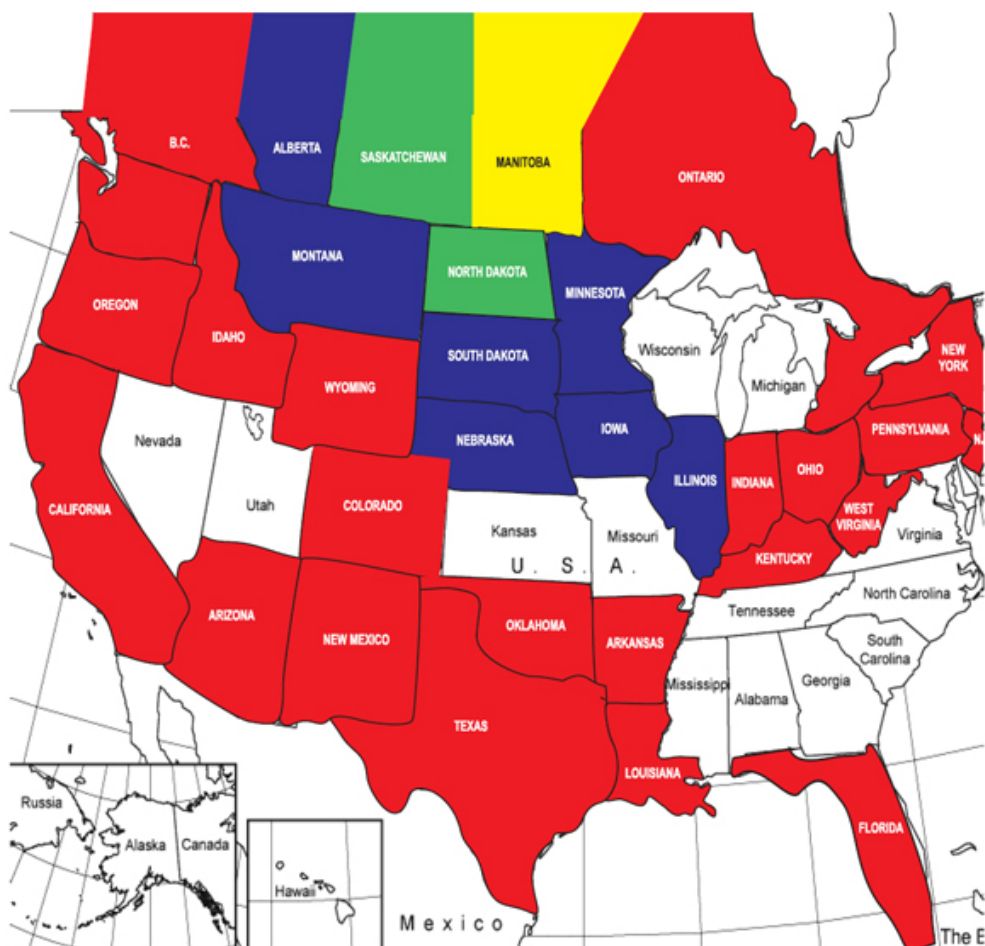 B.C.
ALBERTA
SASKATCHEWAN
MANITOBA
ONTARIO
MONTANA
NORTH DAKOTA
MINNESOTA
OREGON
IDAHO
SOUTH DAKOTA
Wisconsin
NEW
YORK
WYOMING
Michigan
Nevada
NEBRASKA
IOWA
PENNSYLVANIA
N.
CALIFORNIA
Utah
COLORADO
ILLINOIS
INDIANA
OHIO
WEST
VIRGINIA
Kansas
Missouri
Virginia
U. S. A.
KENTUCKY
ARIZONA
NEW MEXICO
OKLAHOMA
ARKANSAS
Tennessee
North Carolina
South
Carolina
Mississippi
Alabama
Georgia
TEXAS
LOUISIANA
FLORIDA
Russia
Alaska
Canada
Hawaii
Mexico
The